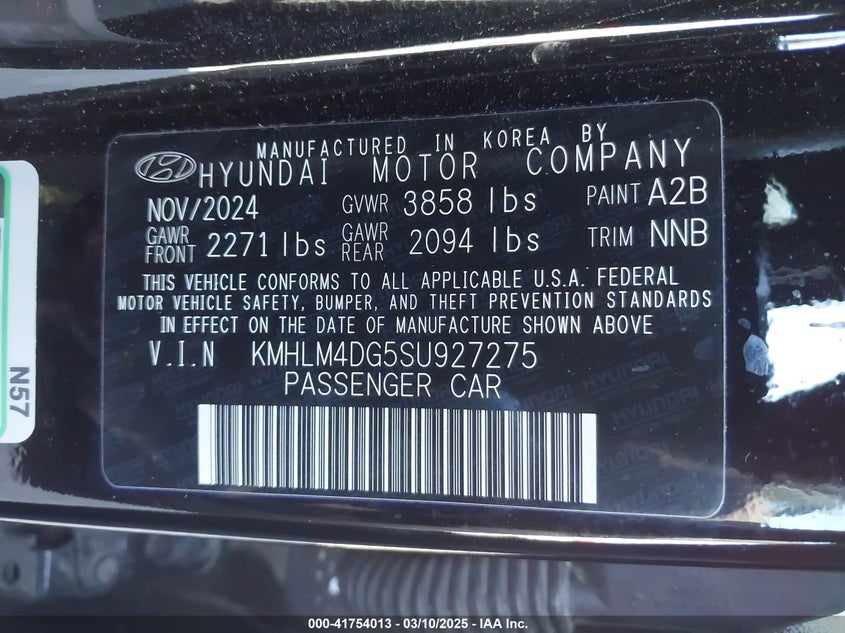 MANUFACTURED IN KOREA BY
HYUNDAI MOTOR COMPANY
NOV/2024 GVWR 3858 lbs PAINT A2B
GAWR FRONT 2271 lbs GAWR REAR 2094 lbs TRIM NNB
THIS VEHICLE CONFORMS TO ALL APPLICABLE U.S.A. FEDERAL
MOTOR VEHICLE SAFETY, BUMPER, AND THEFT PREVENTION STANDARDS
IN EFFECT ON THE DATE OF MANUFACTURE SHOWN ABOVE
V.I.N KMHLM4DG5SU927275
PASSENGER CAR
N57
HYUNDAI
000-41754013 - 03/10/2025 - IAA Inc.